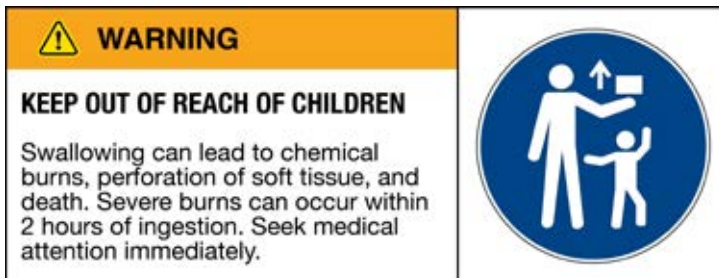 WARNING
KEEP OUT OF REACH OF CHILDREN
Swallowing can lead to chemical
burns, perforation of soft tissue, and
death. Severe burns can occur within
2 hours of ingestion. Seek medical
attention immediately.